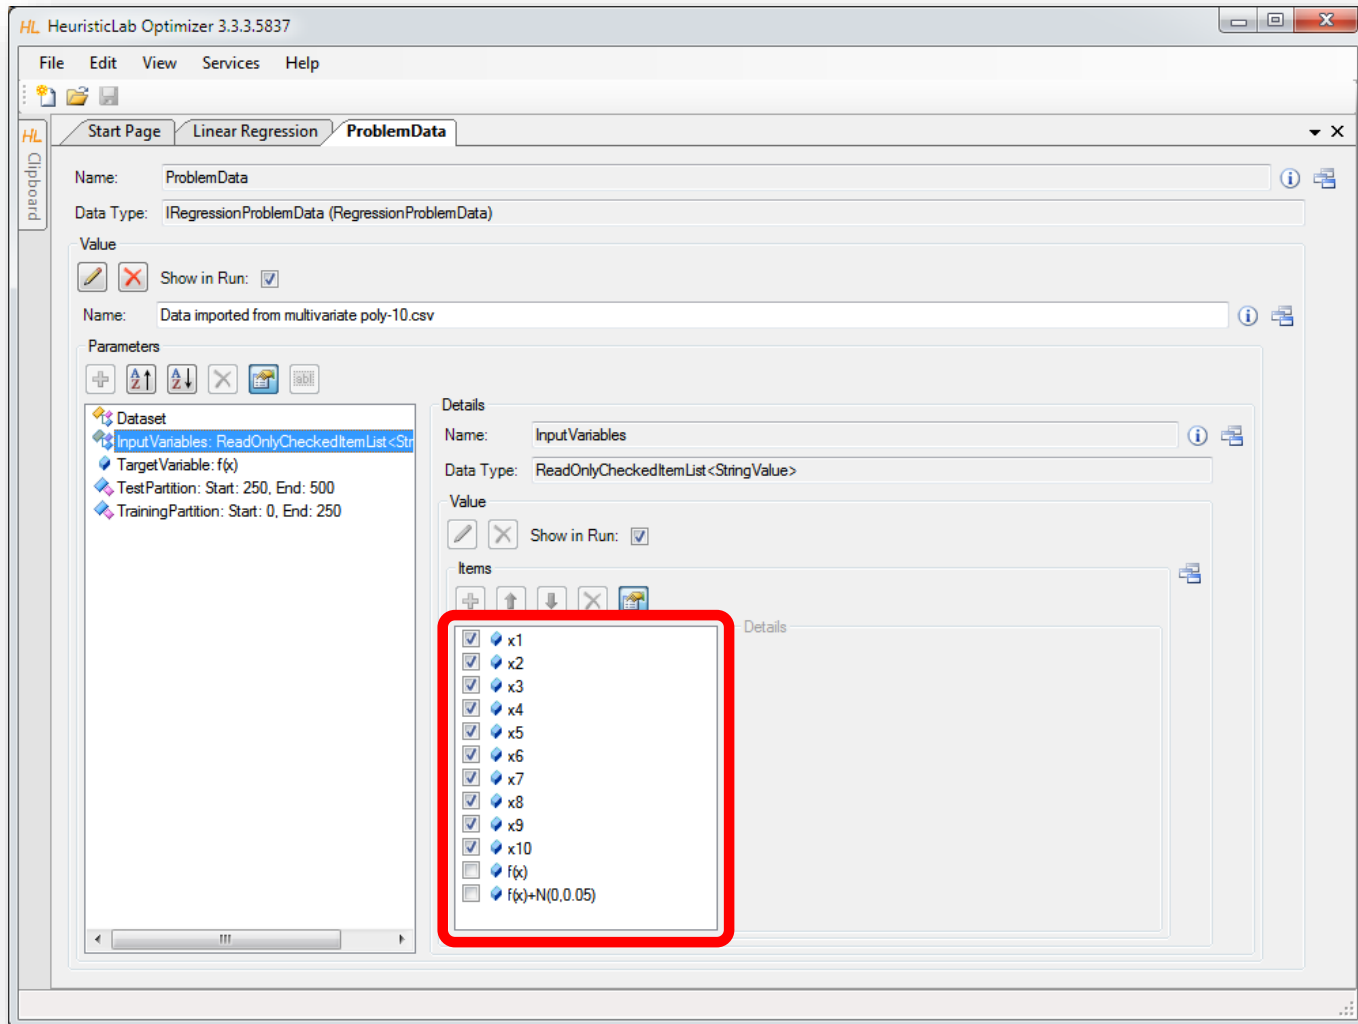 HL HeuristicLab Optimizer 3.3.3.5837
File Edit View Services Help
HL Clipboard
Start Page Linear Regression ProblemData
Name: ProblemData
Data Type: IRegressionProblemData (RegressionProblemData)
Value
Show in Run:
Name: Data imported from multivariate poly-10.csv
Parameters
ab|
Dataset
InputVariables: ReadOnlyCheckedItemList<Str
TargetVariable: f(x)
TestPartition: Start: 250, End: 500
TrainingPartition: Start: 0, End: 250
Details
Name: InputVariables
Data Type: ReadOnlyCheckedItemList<StringValue>
Value
Show in Run:
Items
Details
x1
x2
x3
x4
x5
x6
x7
x8
x9
x10
f(x)
f(x)+N(0,0.05)